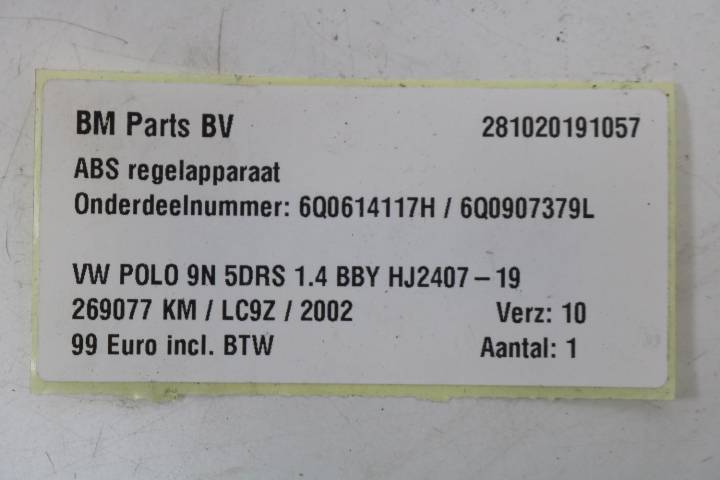 BM Parts BV 281020191057
ABS regelapparaat
Onderdeelnummer: 6Q0614117H / 6Q0907379L
VW POLO 9N 5DRS 1.4 BBY HJ2407-19
269077 KM / LC9Z / 2002 Verz: 10
99 Euro incl. BTW Aantal: 1